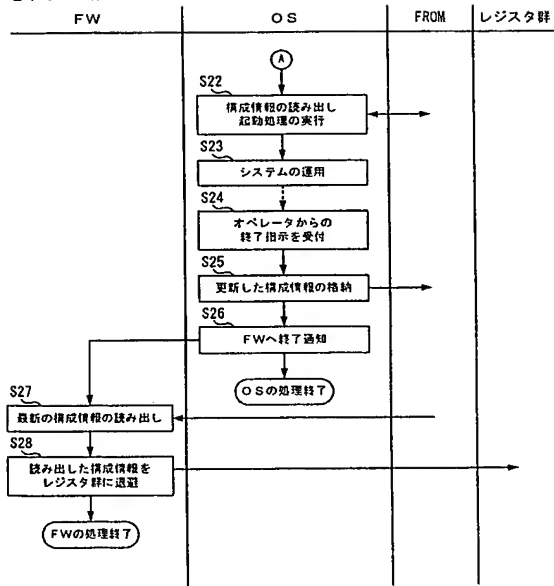 FW OS FROM レジスタ群
A
S22
構成情報の読み出し
起動処理の実行
S23
システムの運用
S24
オペレータからの
終了指示を受付
S25
更新した構成情報の格納
S26
FWへ終了通知
OSの処理終了
S27
最新の構成情報の読み出し
S28
読み出した構成情報を
レジスタ群に退避
FWの処理終了